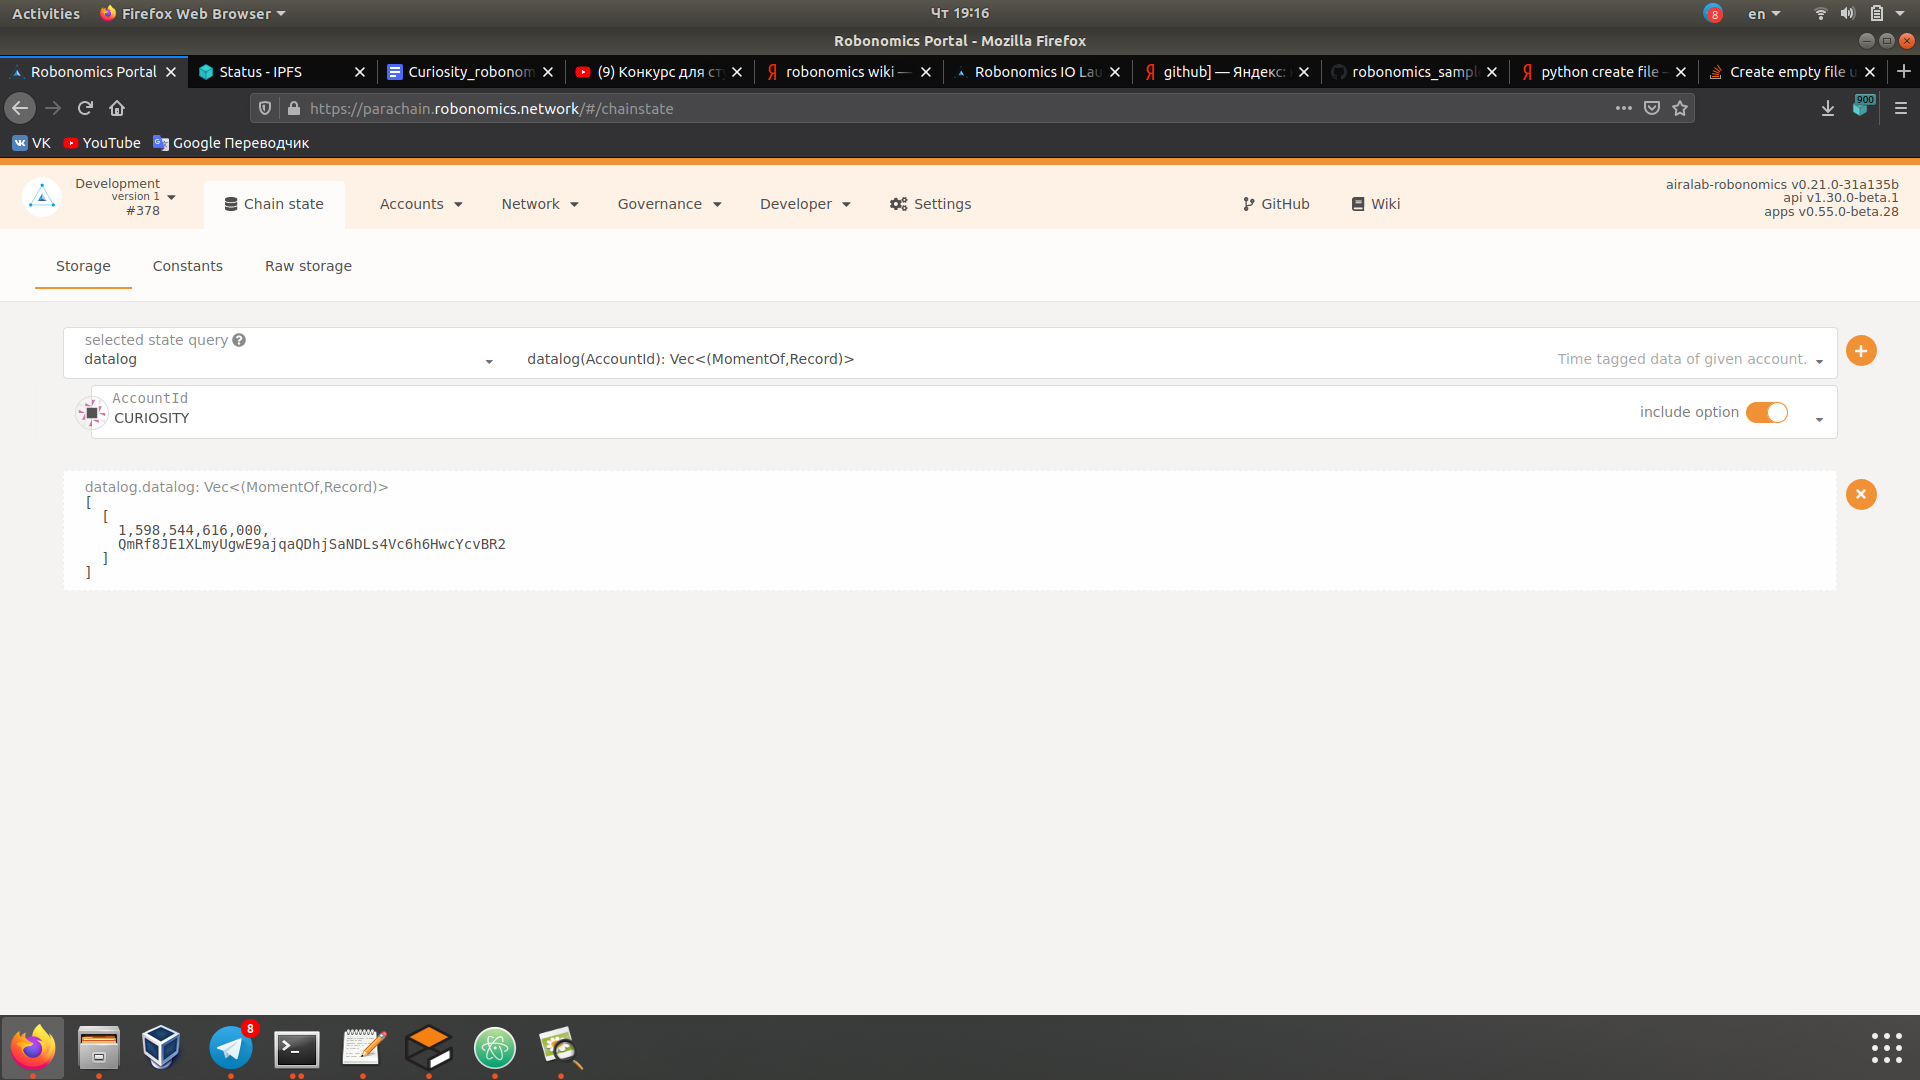 Activities Firefox Web Browser Чт 19:16 8 en
Robonomics Portal - Mozilla Firefox
Robonomics Portal Status - IPFS Curiosity_robonom (9) Конкурс для ст robonomics wiki — Robonomics IO Lau github] — Яндекс: robonomics_sampl python create file - Create empty file u
https://parachain.robonomics.network/#/chainstate 900
VK YouTube Google Переводчик
Development
version 1
#378
Chain state Accounts Network Governance Developer Settings GitHub Wiki
airalab-robonomics v0.21.0-31a135b
api v1.30.0-beta.1
apps v0.55.0-beta.28
Storage Constants Raw storage
selected state query ?
datalog datalog(AccountId): Vec<(MomentOf,Record)> Time tagged data of given account.
AccountId
CURIOSITY include option
datalog.datalog: Vec<(MomentOf,Record)>
[
[
1,598,544,616,000,
QmRf8JE1XLmyUgwE9ajqaQDhjSaNDLs4Vc6h6HwcYcvBR2
]
]
8